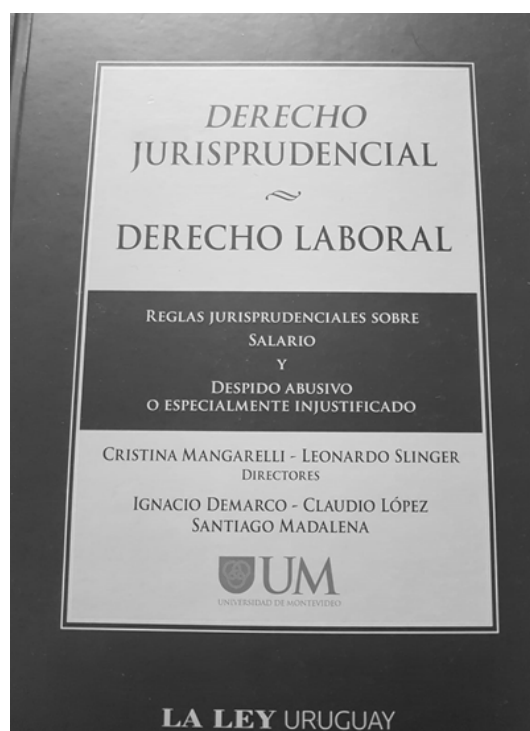 DERECHO
JURISPRUDENCIAL
~
DERECHO LABORAL
REGLAS JURISPRUDENCIALES SOBRE
SALARIO
Y
DESPIDO ABUSIVO
O ESPECIALMENTE INJUSTIFICADO
CRISTINA MANGARELLI - LEONARDO SLINGER
DIRECTORES
IGNACIO DEMARCO - CLAUDIO LÓPEZ
SANTIAGO MADALENA
UM
UNIVERSIDAD DE MONTEVIDEO
LA LEY URUGUAY